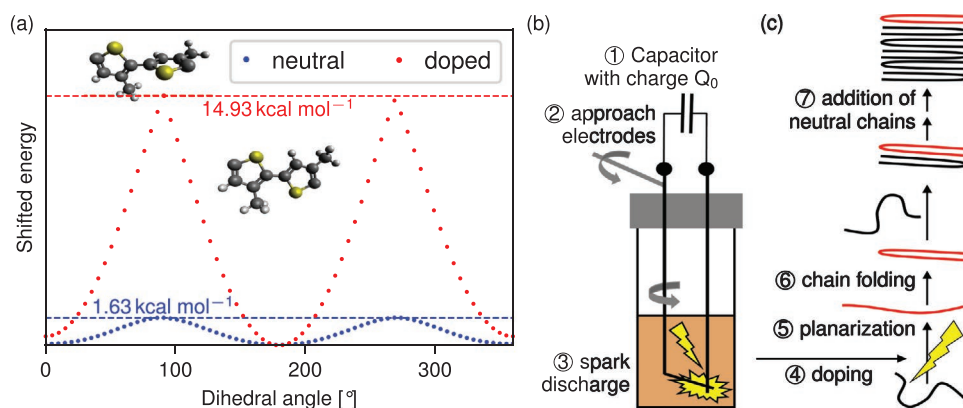 (a)
neutral
doped
14.93 kcal mol−1
1.63 kcal mol−1
Shifted energy
0
100
200
300
Dihedral angle [°]
(b)
① Capacitor
with charge Q0
② approach
electrodes
③ spark
discharge
(c)
⑦ addition of
neutral chains
⑥ chain folding
⑤ planarization
④ doping